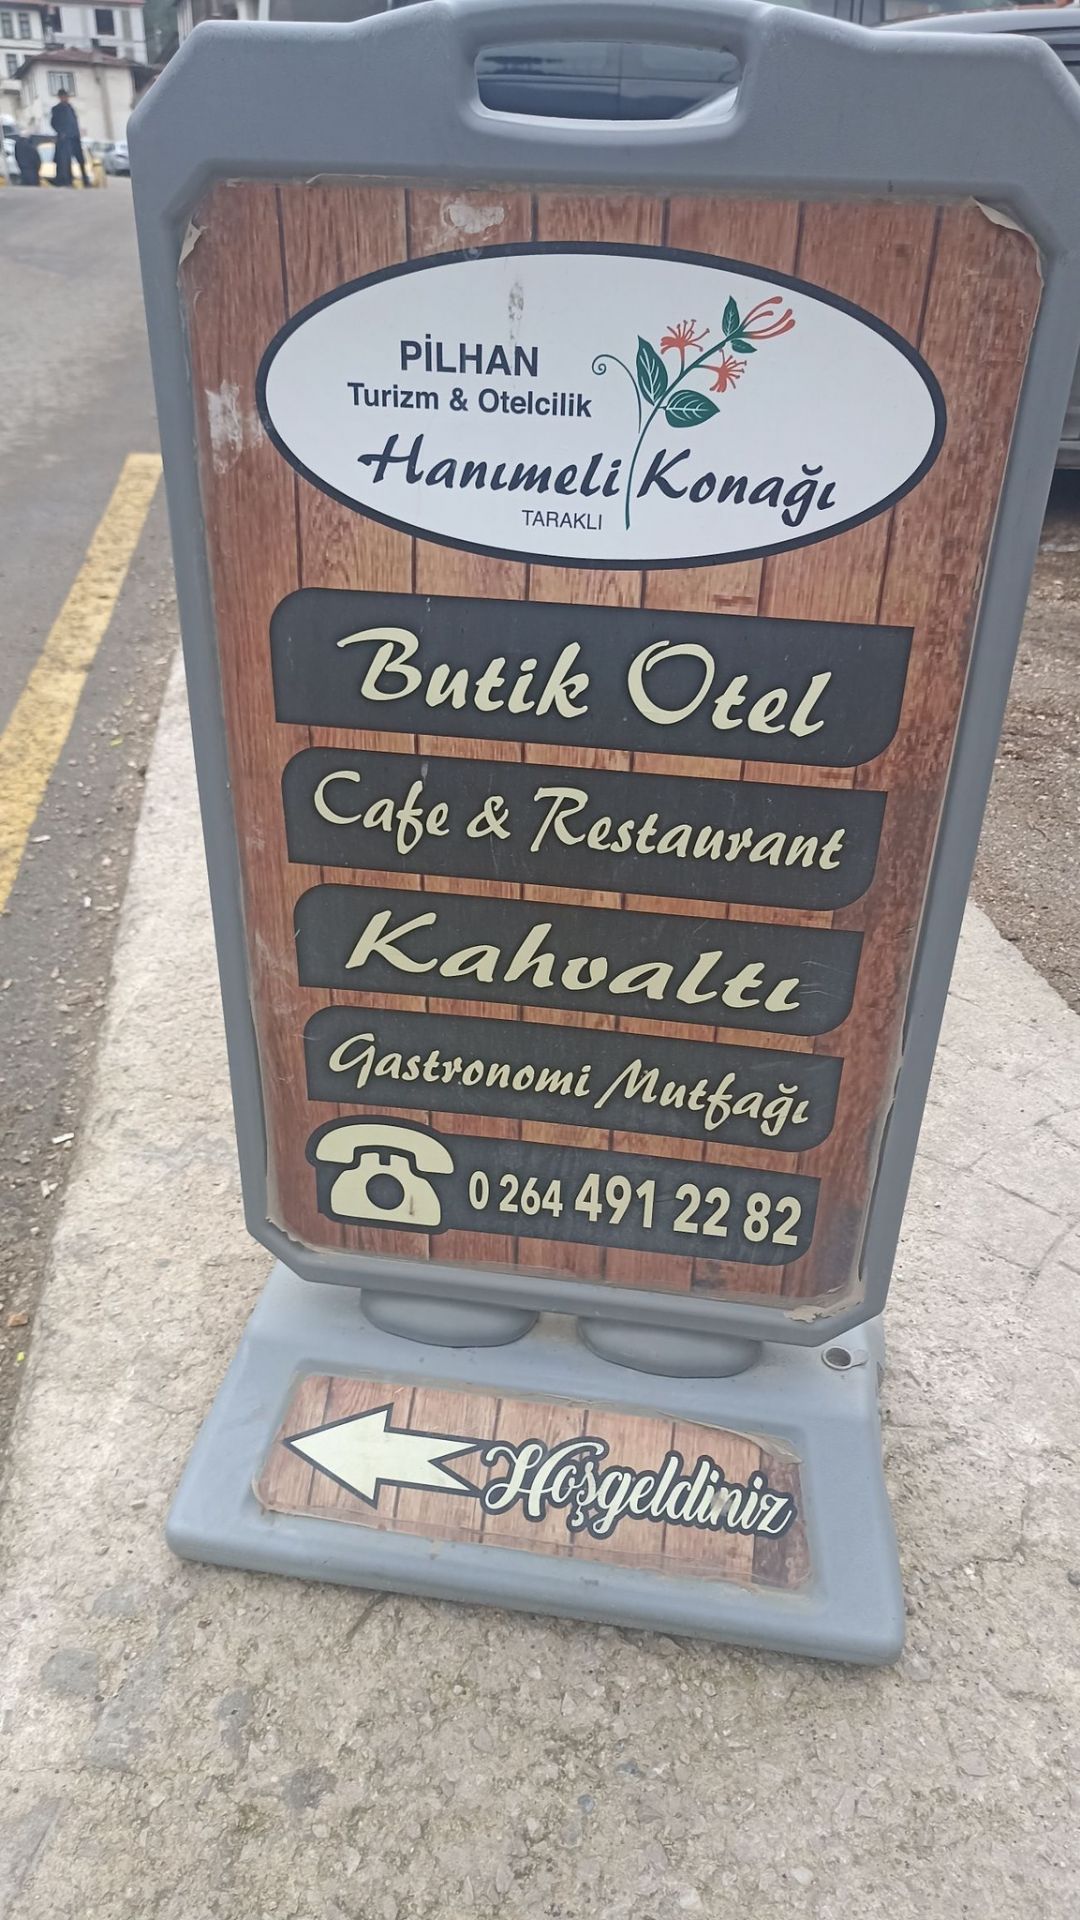 PİLHAN
Turizm & Otelcilik
Hanımeli Konağı
TARAKLI
Butik Otel
Cafe & Restaurant
Kahvaltı
Gastronomi Mutfağı
0 264 491 22 82
Hoşgeldiniz